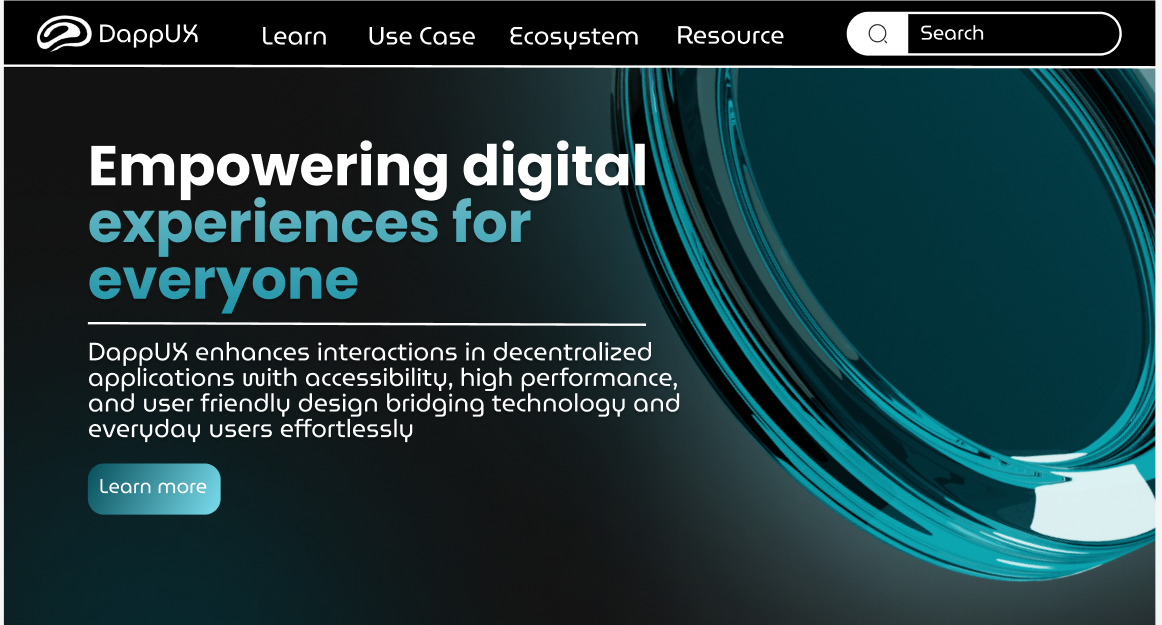 DappUX
Learn
Use Case
Ecosystem
Resource
Search
Empowering digital
experiences for
everyone
DappUX enhances interactions in decentralized
applications with accessibility, high performance,
and user friendly design bridging technology and
everyday users effortlessly
Learn more